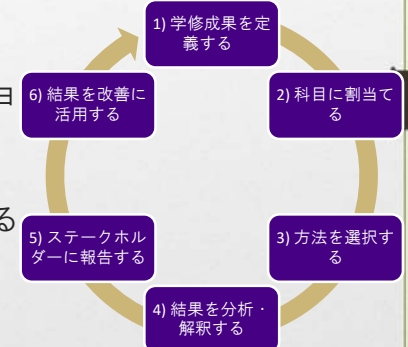 1) 学修成果を定
義する
2) 科目に割当て
る
3) 方法を選択す
る
4) 結果を分析・
解釈する
5) ステークホル
ダーに報告する
6) 結果を改善に
活用する
る